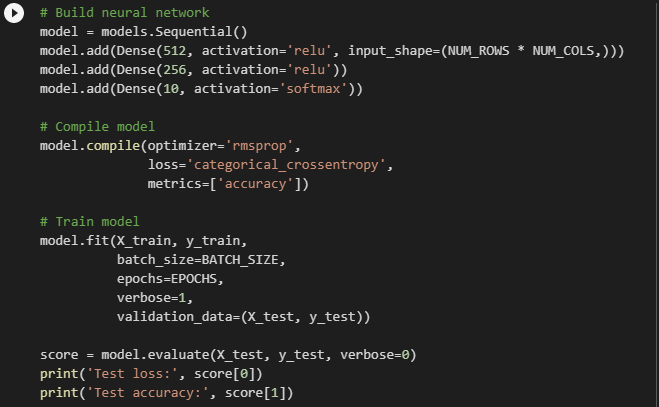 # Build neural network
model = models.Sequential()
model.add(Dense(512, activation='relu', input_shape=(NUM_ROWS * NUM_COLS,)))
model.add(Dense(256, activation='relu'))
model.add(Dense(10, activation='softmax'))

# Compile model
model.compile(optimizer='rmsprop',
              loss='categorical_crossentropy',
              metrics=['accuracy'])

# Train model
model.fit(X_train, y_train,
          batch_size=BATCH_SIZE,
          epochs=EPOCHS,
          verbose=1,
          validation_data=(X_test, y_test))

score = model.evaluate(X_test, y_test, verbose=0)
print('Test loss:', score[0])
print('Test accuracy:', score[1])